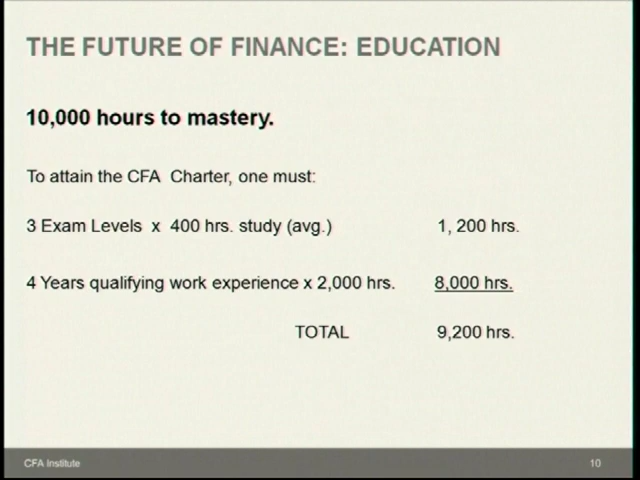 THE FUTURE OF FINANCE: EDUCATION
10,000 hours to mastery.
To attain the CFA Charter, one must:
3 Exam Levels x 400 hrs. study (avg.) 1, 200 hrs.
4 Years qualifying work experience x 2,000 hrs. 8,000 hrs.
TOTAL 9,200 hrs.
CFA Institute 10